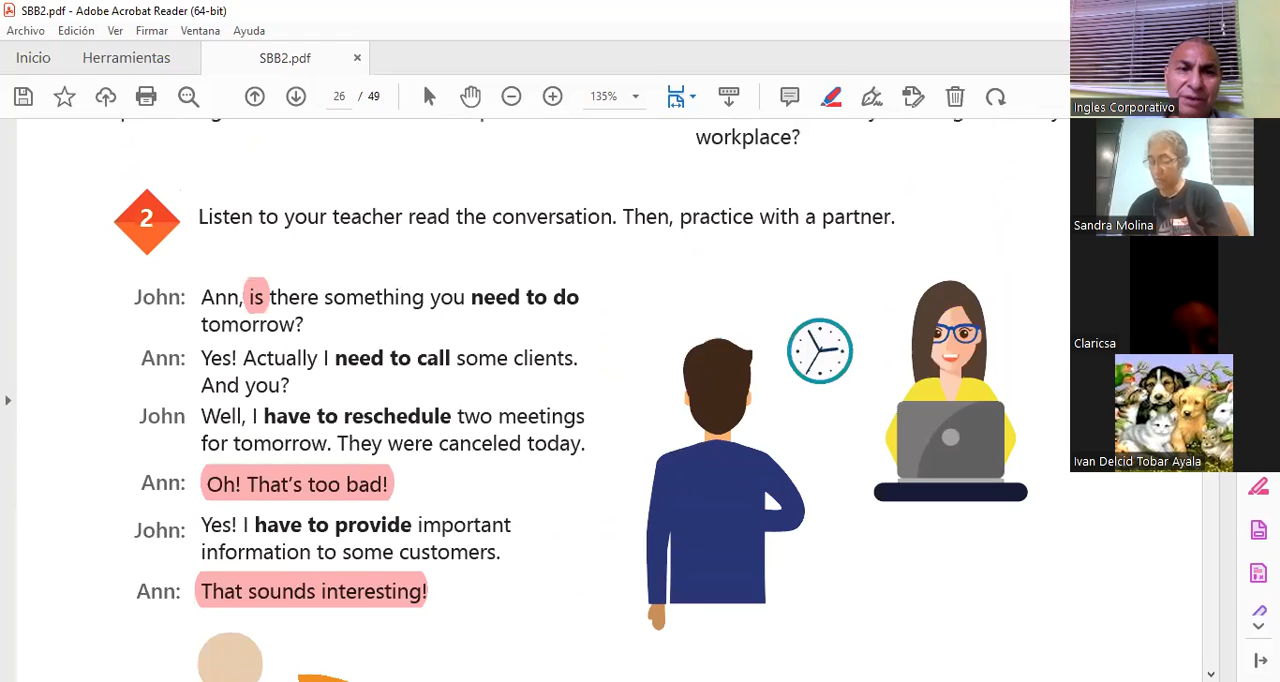 SBB2.pdf - Adobe Acrobat Reader (64-bit)
Archivo Edición Ver Firmar Ventana Ayuda
Inicio Herramientas SBB2.pdf ×
26 / 49 135%
workplace?
2 Listen to your teacher read the conversation. Then, practice with a partner.
John: Ann, is there something you need to do
tomorrow?
Ann: Yes! Actually I need to call some clients.
And you?
John Well, I have to reschedule two meetings
for tomorrow. They were canceled today.
Ann: Oh! That's too bad!
John: Yes! I have to provide important
information to some customers.
Ann: That sounds interesting!
Ingles Corporativo
Sandra Molina
Claricsa
Ivan Delcid Tobar Ayala